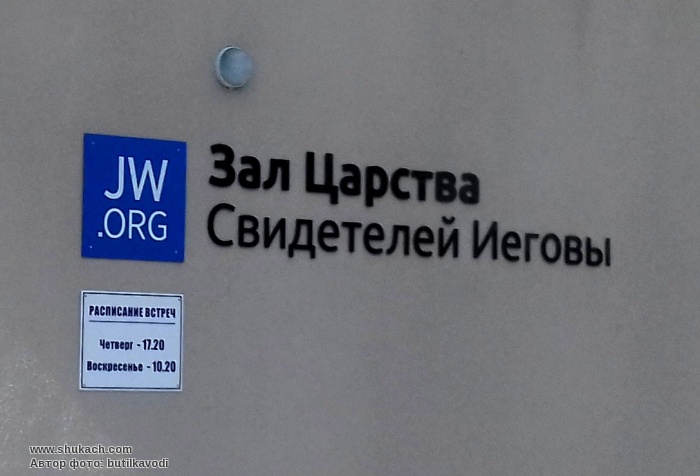 JW
.ORG
Зал Царства
Свидетелей Иеговы
РАСПИСАНИЕ ВСТРЕЧ
Четверг - 17.20
Воскресенье - 10.20
www.shukach.com
Автор фото: butilkavodi